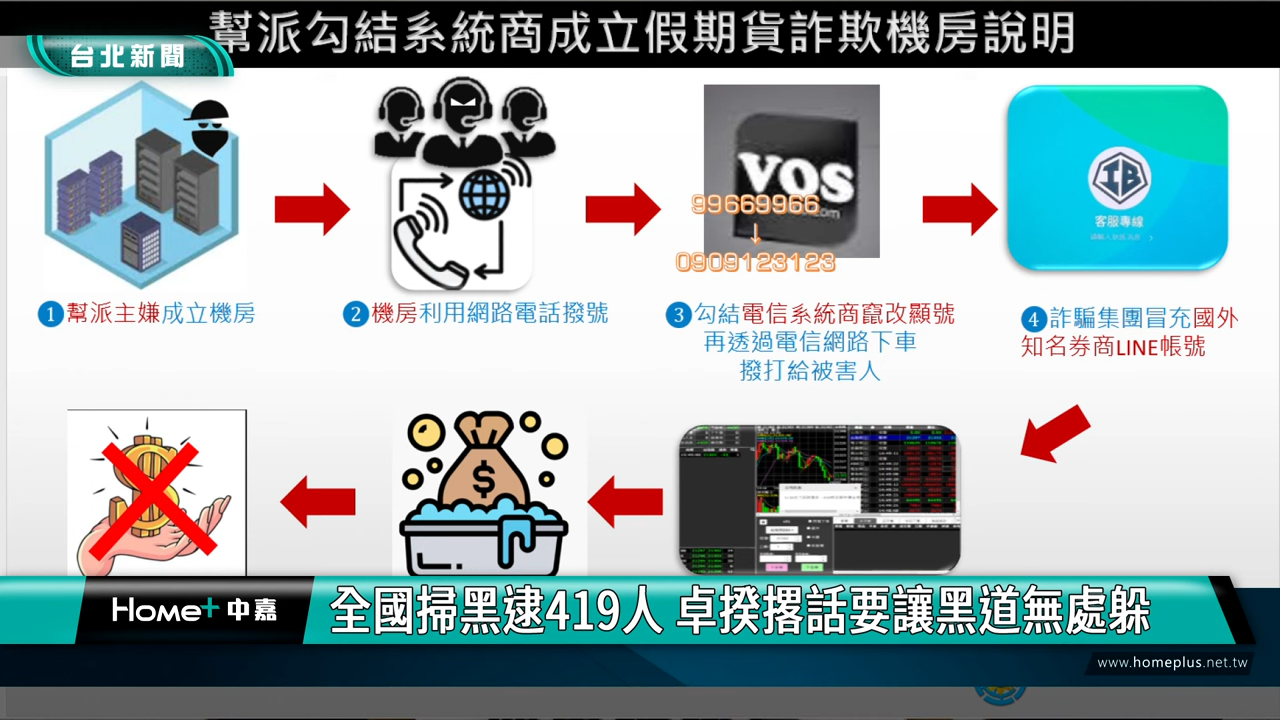 幫派勾結系統商成立假期貨詐欺機房說明
台北新聞
vos
.com
99669966
↓
0909123123
IB
客服專線
1 幫派主嫌成立機房
2 機房利用網路電話撥號
3 勾結電信系統商竄改顯號
再透過電信網路下車
撥打給被害人
4 詐騙集團冒充國外
知名券商LINE帳號
$
Home+ 中嘉
全國掃黑逮419人 卓揆撂話要讓黑道無處躲
www.homeplus.net.tw